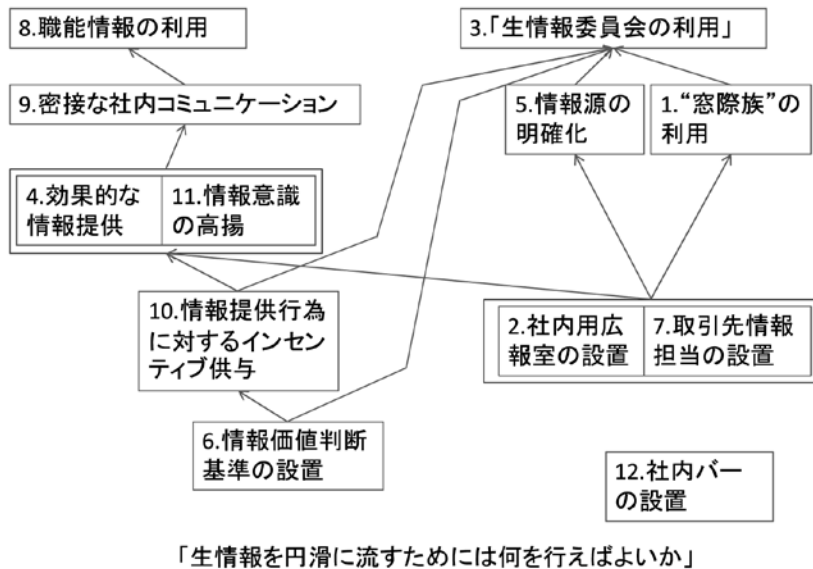 8.職能情報の利用
3.「生情報委員会の利用」
9.密接な社内コミュニケーション
5.情報源の
明確化
1.“窓際族”の
利用
4.効果的な
情報提供
11.情報意識
の高揚
10.情報提供行為
に対するインセン
ティブ供与
2.社内用広
報室の設置
7.取引先情報
担当の設置
6.情報価値判断
基準の設置
12.社内バー
の設置
「生情報を円滑に流すためには何を行えばよいか」